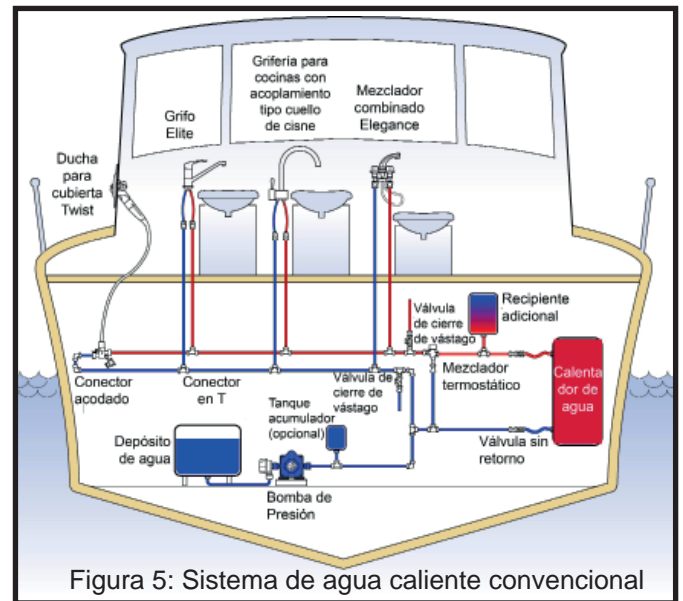 Grifería para
cocinas con
acoplamiento
tipo cuello
de cisne
Mezclador
combinado
Elegance
Grifo
Elite
Ducha
para
cubierta
Twist
Válvula
de cierre
de vástago
Recipiente
adicional
Conector
acodado
Conector
en T
Válvula de
cierre de
vástago
Mezclador
termostático
Calenta
dor de
agua
Tanque
acumulador
(opcional)
Depósito
de agua
Válvula sin
retorno
Bomba de
Presión
Figura 5: Sistema de agua caliente convencional